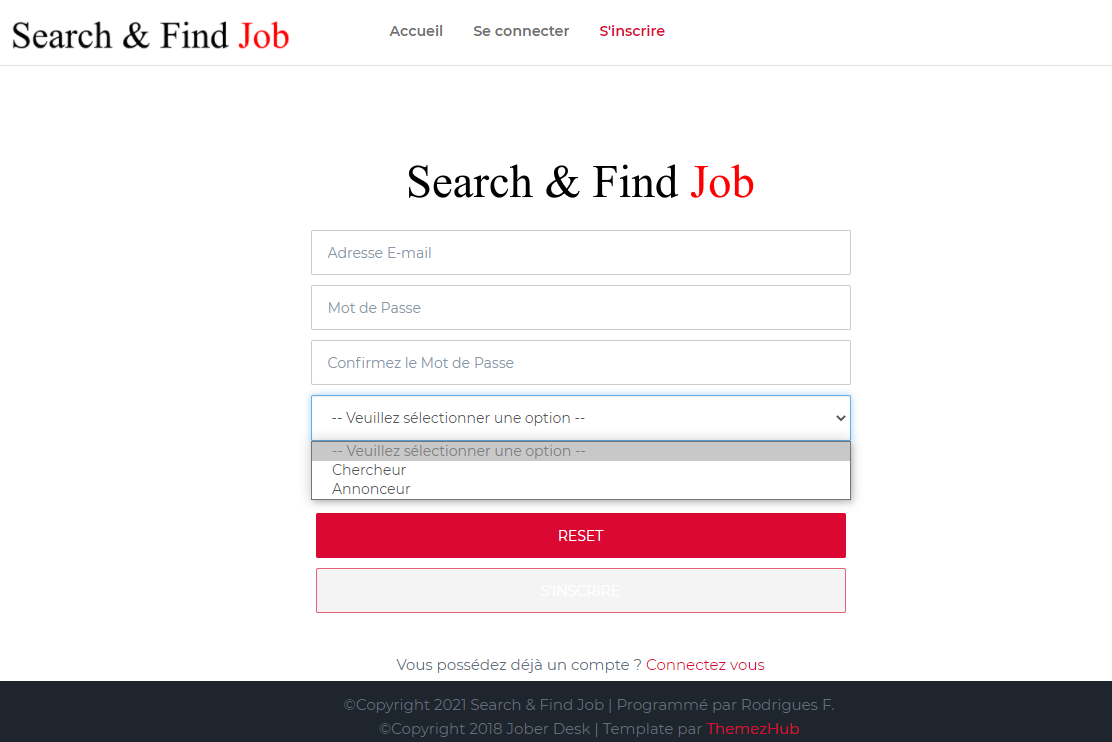 Search & Find Job
Accueil Se connecter S'inscrire
Search & Find Job
Adresse E-mail
Mot de Passe
Confirmez le Mot de Passe
-- Veuillez sélectionner une option --
-- Veuillez sélectionner une option --
Chercheur
Annonceur
RESET
S'INSCRIRE
Vous possédez déjà un compte ? Connectez vous
©Copyright 2021 Search & Find Job | Programmé par Rodrigues F.
©Copyright 2018 Jober Desk | Template par ThemezHub